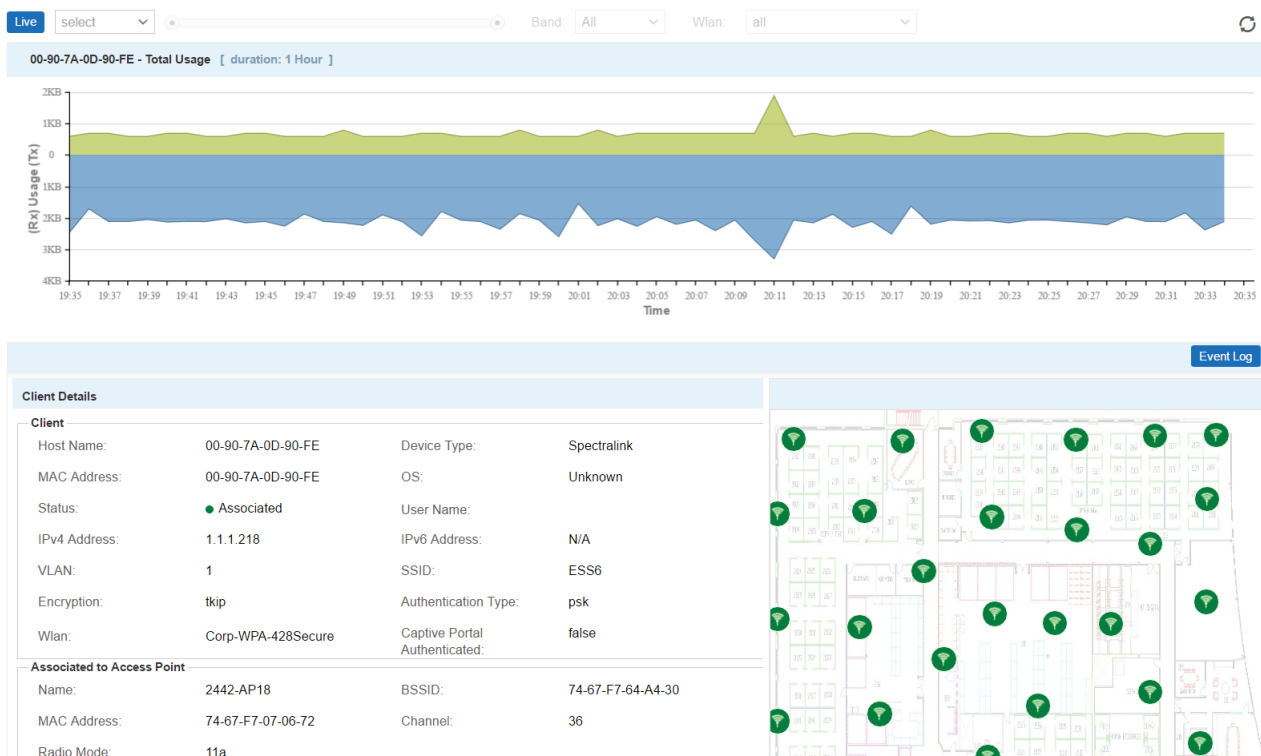 Live select Band: All Wlan: all
00-90-7A-0D-90-FE - Total Usage [ duration: 1 Hour ]
2KB
1KB
0
1KB
2KB
3KB
4KB
(Rx) Usage (Tx)
19:35 19:37 19:39 19:41 19:43 19:45 19:47 19:49 19:51 19:53 19:55 19:57 19:59 20:01 20:03 20:05 20:07 20:09 20:11 20:13 20:15 20:17 20:19 20:21 20:23 20:25 20:27 20:29 20:31 20:33 20:35
Time
Event Log
Client Details
Client
Host Name: 00-90-7A-0D-90-FE Device Type: Spectralink
MAC Address: 00-90-7A-0D-90-FE OS: Unknown
Status: Associated User Name:
IPv4 Address: 1.1.1.218 IPv6 Address: N/A
VLAN: 1 SSID: ESS6
Encryption: tkip Authentication Type: psk
Wlan: Corp-WPA-428Secure Captive Portal false
Authenticated:
Associated to Access Point
Name: 2442-AP18 BSSID: 74-67-F7-64-A4-30
MAC Address: 74-67-F7-07-06-72 Channel: 36
Radio Mode: 11a